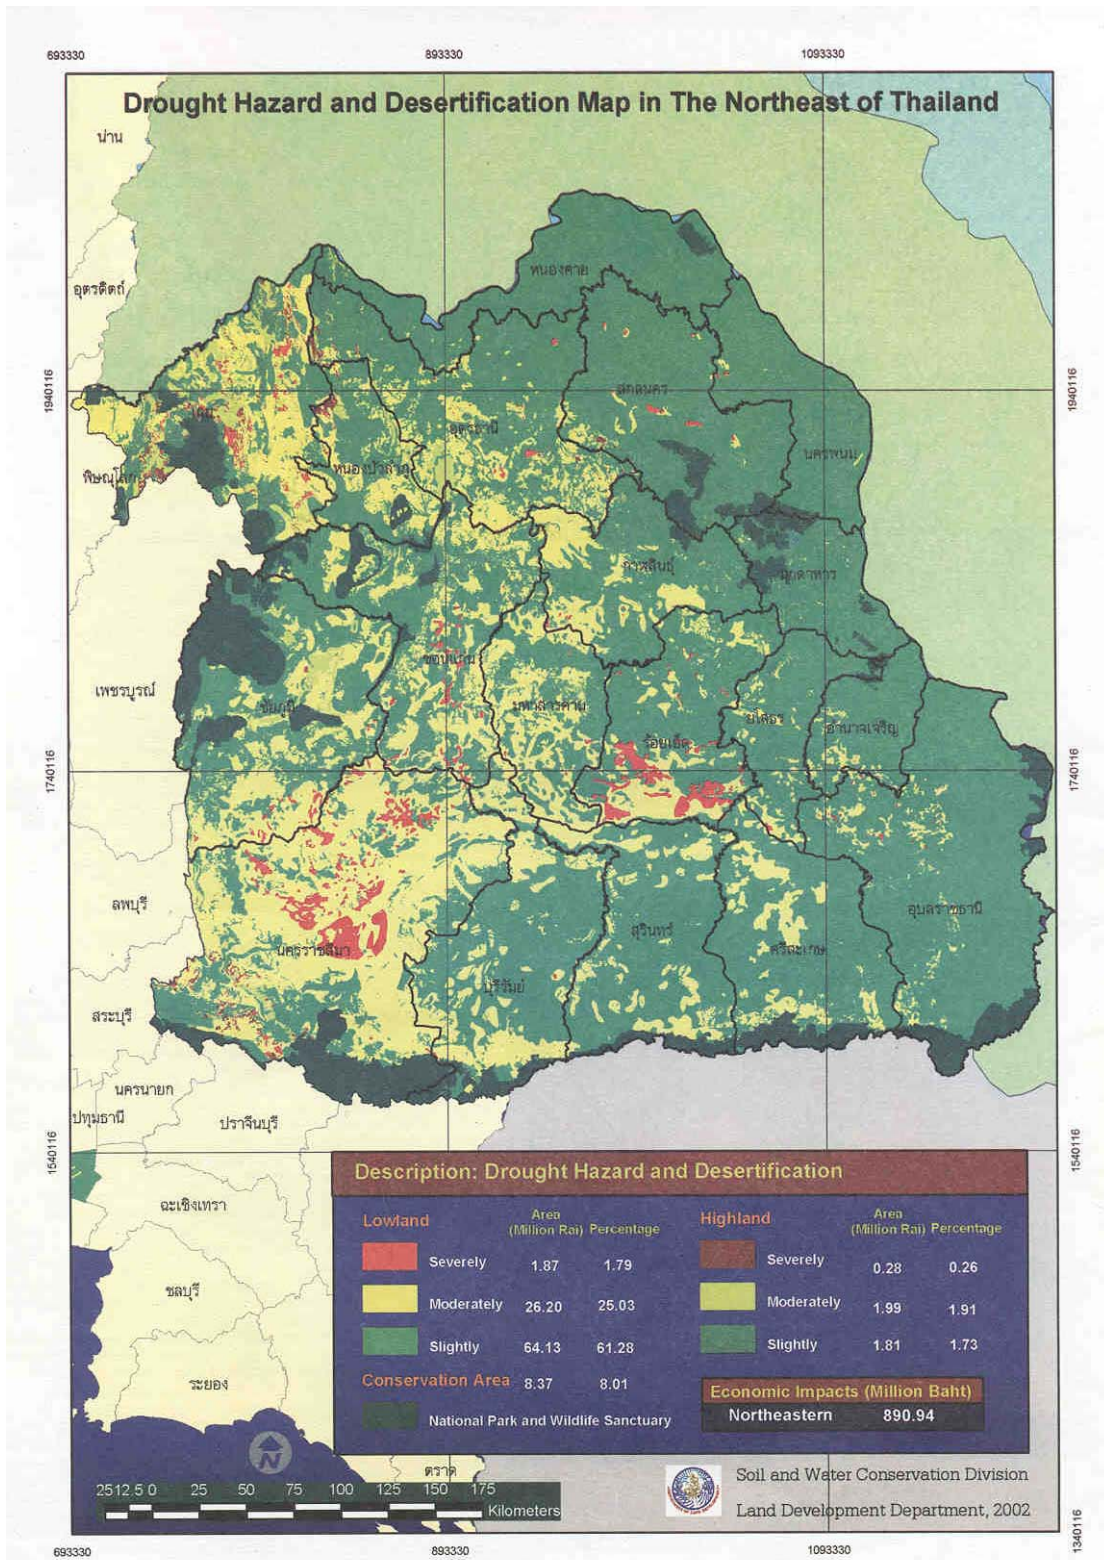 693330 893330 1093330
Drought Hazard and Desertification Map in The Northeast of Thailand
น่าน
หนองคาย
อุตรดิตถ์
1940116 1940116
สกลนคร
เลย
อุดรธานี
นครพนม
พิษณุโลก
หนองบัวลำภู
กาฬสินธุ์
มุกดาหาร
ขอนแก่น
เพชรบูรณ์
ชัยภูมิ
มหาสารคาม
ยโสธร
อำนาจเจริญ
ร้อยเอ็ด
1740116 1740116
ลพบุรี
อุบลราชธานี
สุรินทร์
นครราชสีมา
ศรีสะเกษ
บุรีรัมย์
สระบุรี
นครนายก
ปทุมธานี
ปราจีนบุรี
1540116 1540116
Description: Drought Hazard and Desertification
ฉะเชิงเทรา
Lowland Area (Million Rai) Percentage Highland Area (Million Rai) Percentage
Severely 1.87 1.79 Severely 0.28 0.26
ชลบุรี
Moderately 26.20 25.03 Moderately 1.99 1.91
Slightly 64.13 61.28 Slightly 1.81 1.73
ระยอง
Conservation Area 8.37 8.01
Economic Impacts (Million Baht)
National Park and Wildlife Sanctuary
Northeastern 890.94
N
ตราด
Soil and Water Conservation Division
2512.5 0 25 50 75 100 125 150 175
Kilometers
Land Development Department, 2002
1340116
693330 893330 1093330